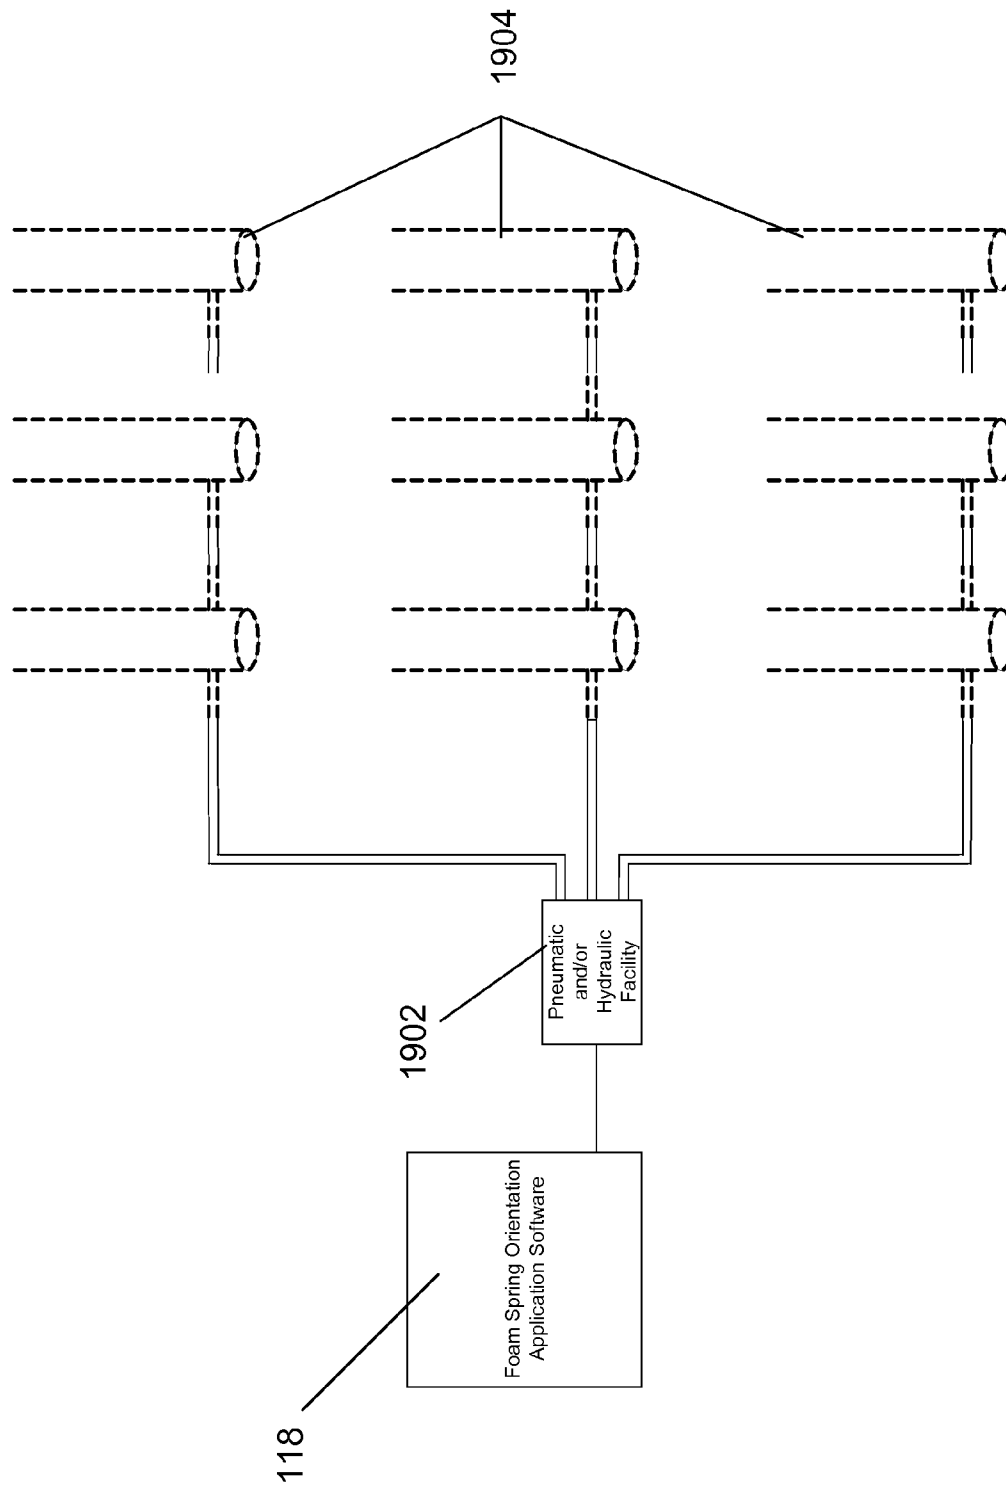 118
Foam Spring Orientation
Application Software
1902
Pneumatic
and/or
Hydraulic
Facility
1904